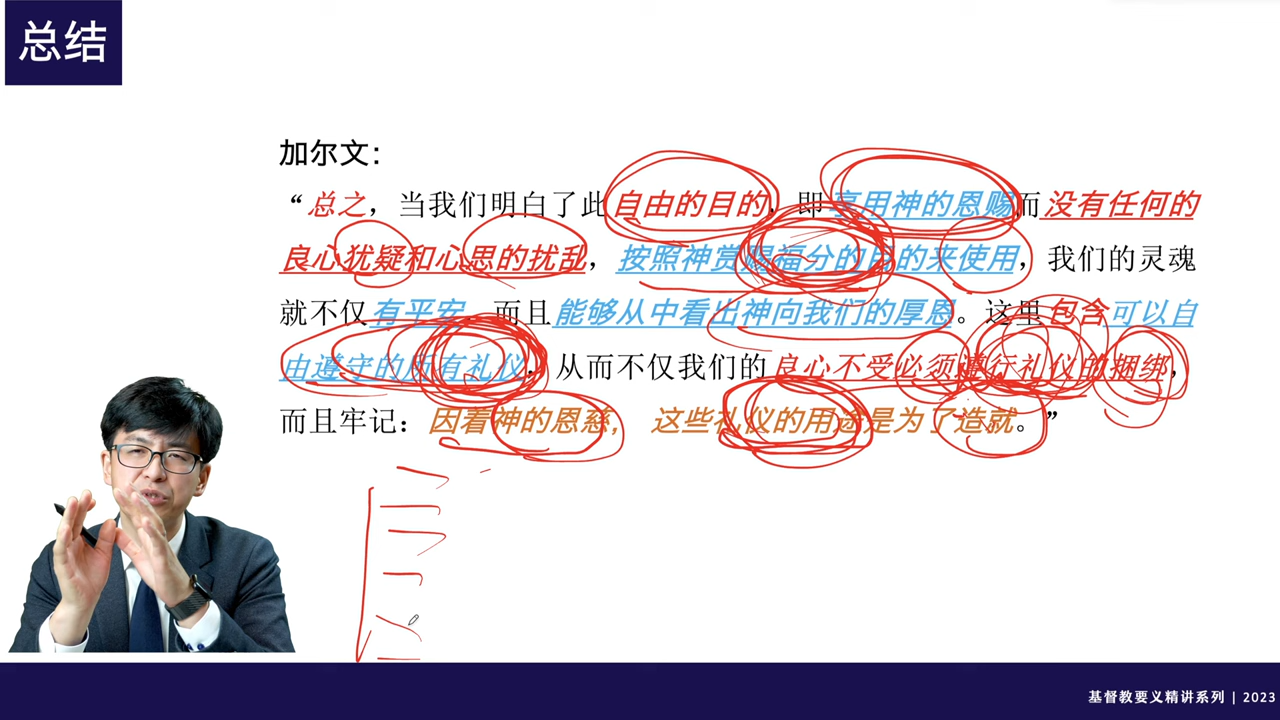 总结
加尔文：
“总之，当我们明白了此自由的目的，即享用神的恩赐而没有任何的
良心犹疑和心思的扰乱，按照神赏赐福分的目的来使用，我们的灵魂
就不仅有平安，而且能够从中看出神向我们的厚恩。这里包含可以自
由遵守的所有礼仪，从而不仅我们的良心不受必须遵行礼仪的捆绑，
而且牢记：因着神的恩慈， 这些礼仪的用途是为了造就。”
基督教要义精讲系列 | 2023